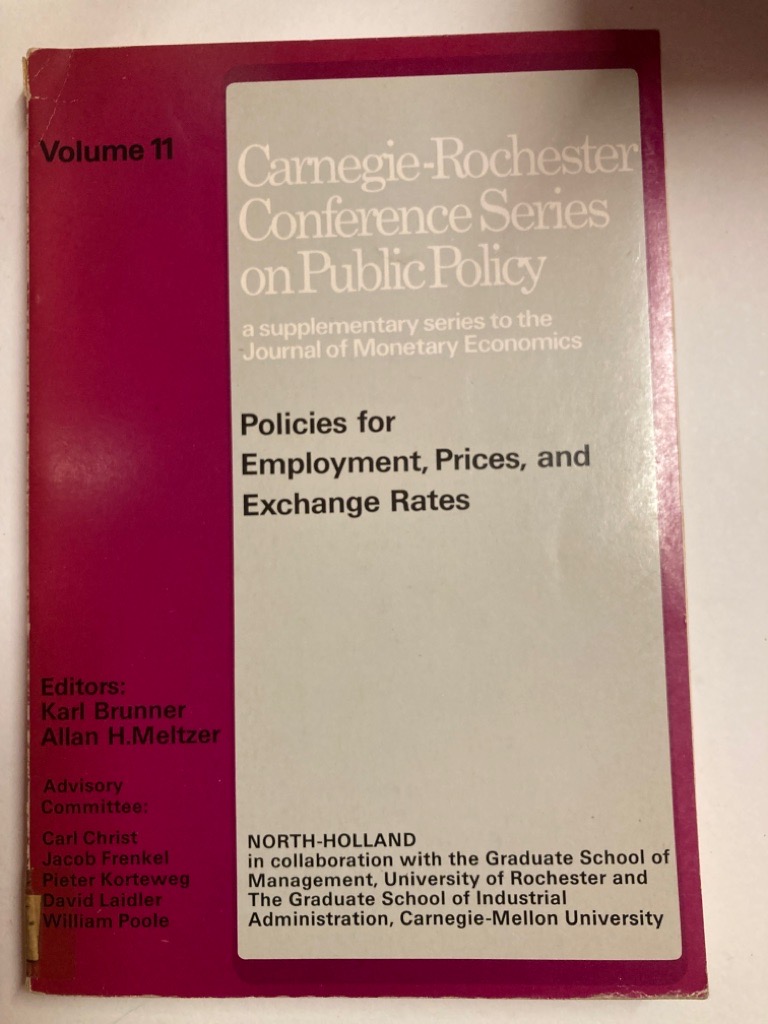 Volume 11
Carnegie-Rochester
Conference Series
on Public Policy
a supplementary series to the
Journal of Monetary Economics
Policies for
Employment, Prices, and
Exchange Rates
Editors:
Karl Brunner
Allan H.Meltzer
Advisory
Committee:
Carl Christ
Jacob Frenkel
Pieter Korteweg
David Laidler
William Poole
NORTH-HOLLAND
in collaboration with the Graduate School of
Management, University of Rochester and
The Graduate School of Industrial
Administration, Carnegie-Mellon University